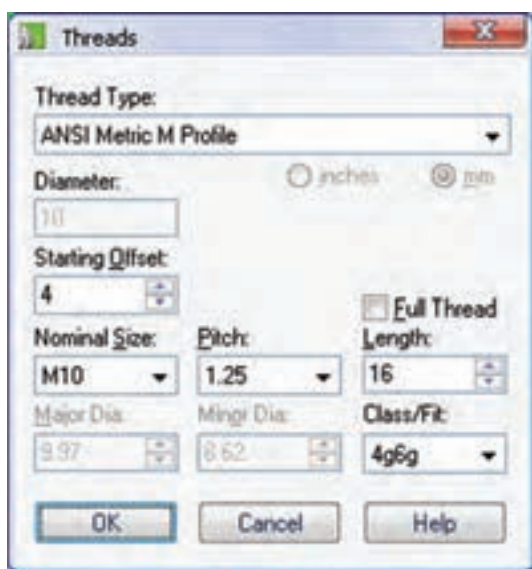 Threads
Thread Type:
ANSI Metric M Profile
Diameter: inches mm
10
Starting Offset:
4 Full Thread
Nominal Size: Pitch: Length:
M10 1.25 16
Major Dia: Minor Dia: Class/Fit:
9.97 8.62 4g6g
OK Cancel Help